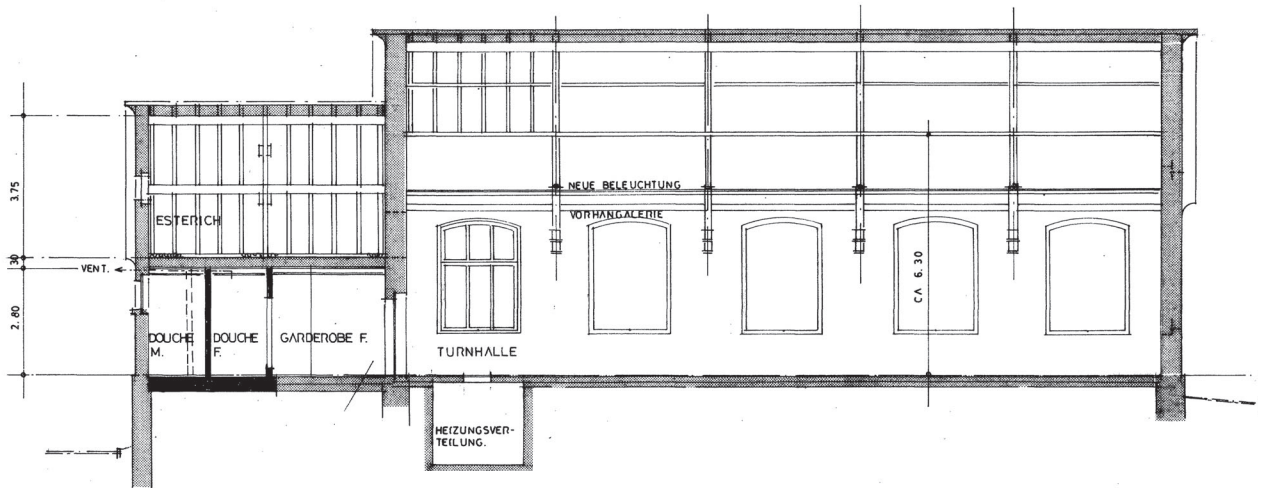 NEUE BELEUCHTUNG
VORHANGALERIE
3.75
ESTERICH
30
VENT.
CA 6.30
2.80
DOUCHE
M.
DOUCHE
F.
GARDEROBE F.
TURNHALLE
HEIZUNGSVER-
TEILUNG.